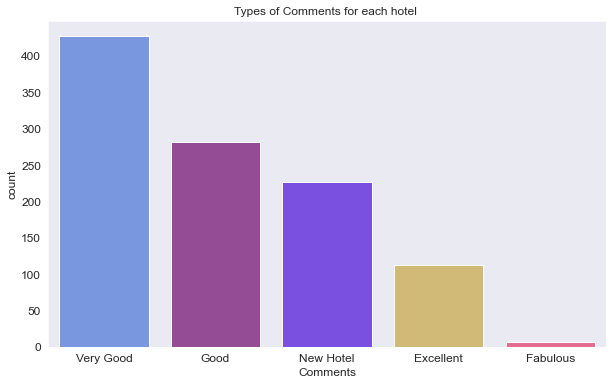 Types of Comments for each hotel
400
350
300
250
200
150
100
50
0
count
Very Good Good New Hotel Excellent Fabulous
Comments